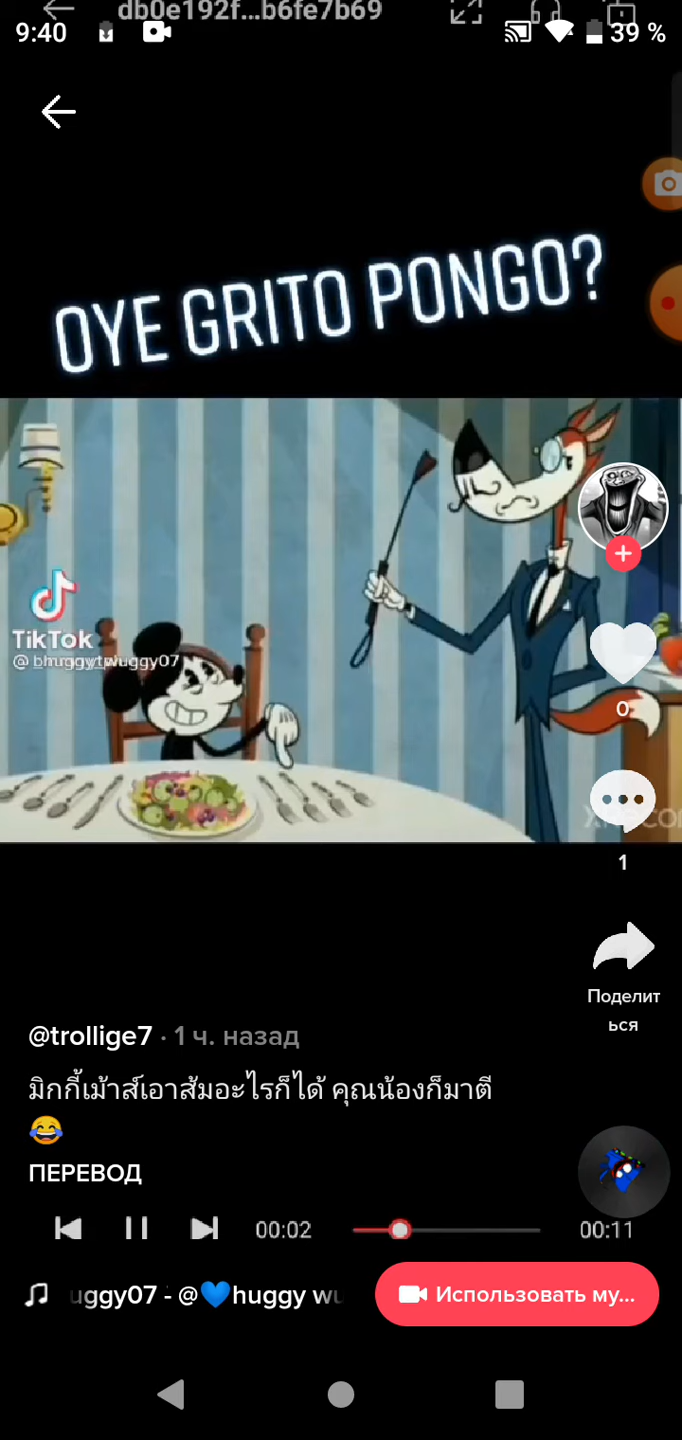 db0e192f...b6fe7b69
9:40
39 %
OYE GRITO PONGO?
TikTok
0
1
Поделит
ься
@trollige7 · 1 ч. назад
มิกกี้เม้าส์เอาส้มอะไรก็ได้ คุณน้องก็มาตี
😂
ПЕРЕВОД
00:02
00:11
uggy07 - @💙huggy wu
Использовать му...